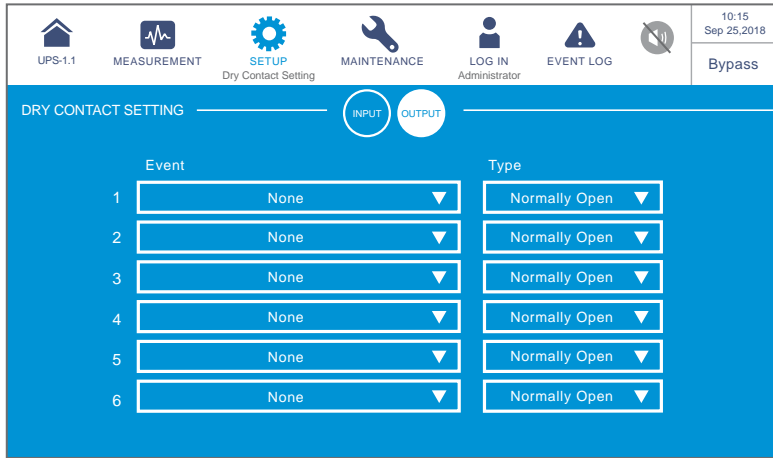 10:15
Sep 25,2018
UPS-1.1 MEASUREMENT SETUP MAINTENANCE LOG IN EVENT LOG
Dry Contact Setting Administrator
Bypass
DRY CONTACT SETTING INPUT OUTPUT
Event Type
1 None Normally Open
2 None Normally Open
3 None Normally Open
4 None Normally Open
5 None Normally Open
6 None Normally Open